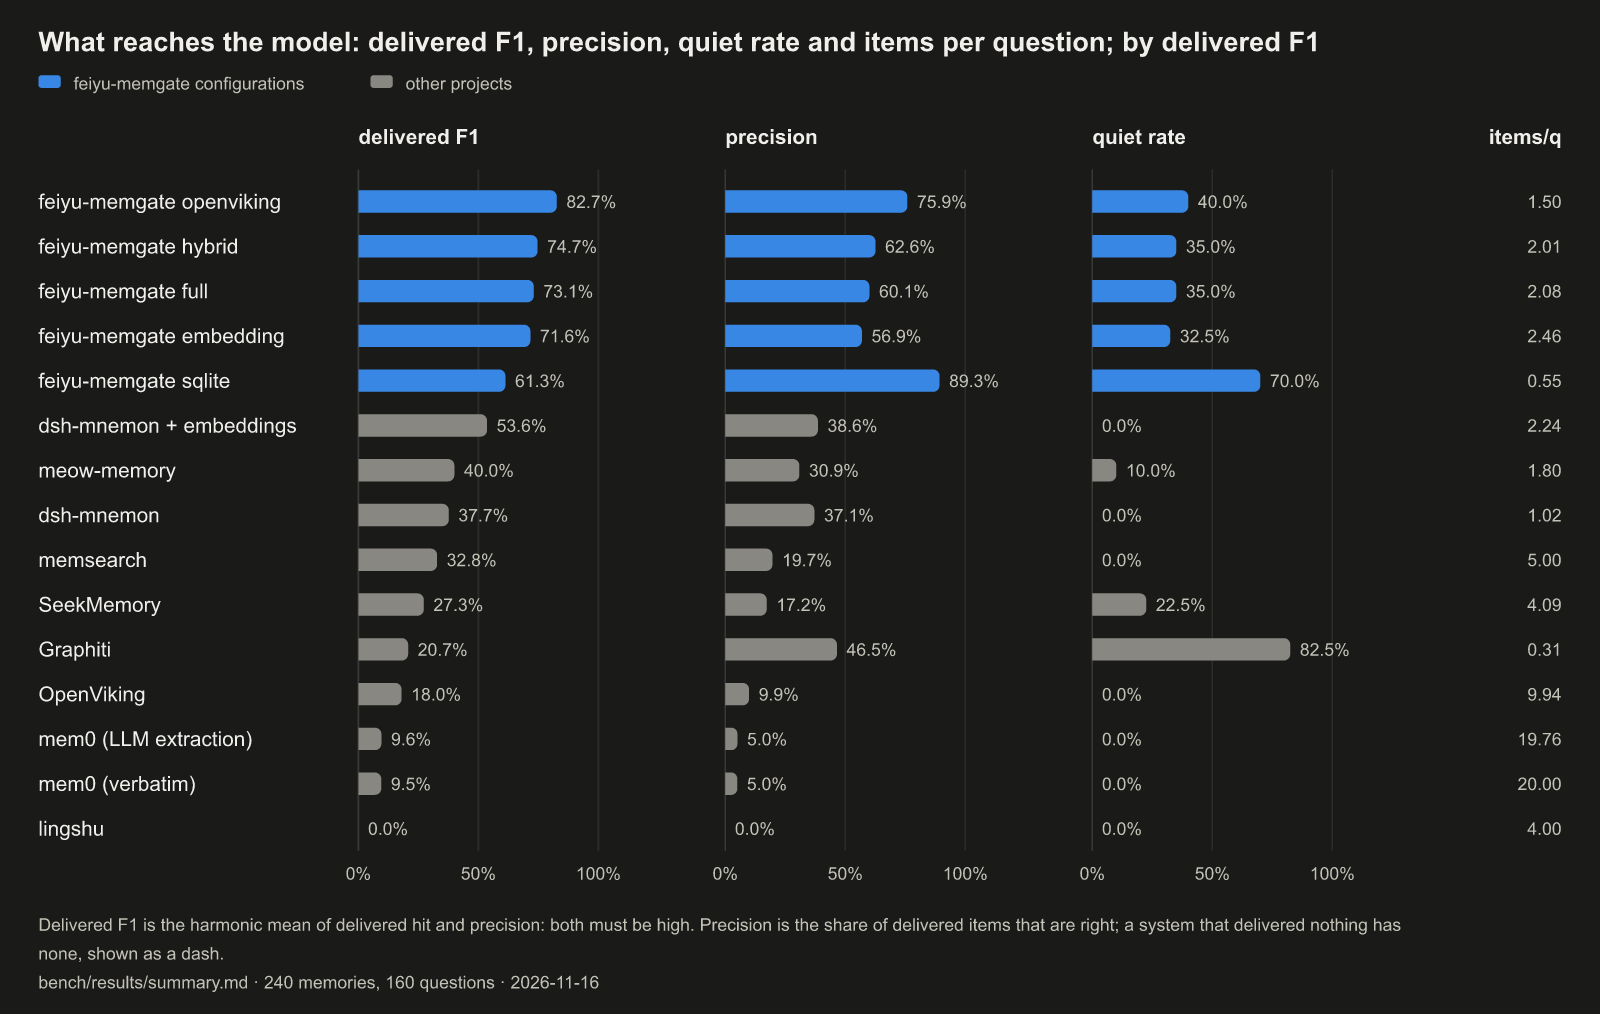 What reaches the model: delivered F1, precision, quiet rate and items per question; by delivered F1
feiyu-memgate configurations other projects
delivered F1 precision quiet rate items/q
feiyu-memgate openviking 82.7% 75.9% 40.0% 1.50
feiyu-memgate hybrid 74.7% 62.6% 35.0% 2.01
feiyu-memgate full 73.1% 60.1% 35.0% 2.08
feiyu-memgate embedding 71.6% 56.9% 32.5% 2.46
feiyu-memgate sqlite 61.3% 89.3% 70.0% 0.55
dsh-mnemon + embeddings 53.6% 38.6% 0.0% 2.24
meow-memory 40.0% 30.9% 10.0% 1.80
dsh-mnemon 37.7% 37.1% 0.0% 1.02
memsearch 32.8% 19.7% 0.0% 5.00
SeekMemory 27.3% 17.2% 22.5% 4.09
Graphiti 20.7% 46.5% 82.5% 0.31
OpenViking 18.0% 9.9% 0.0% 9.94
mem0 (LLM extraction) 9.6% 5.0% 0.0% 19.76
mem0 (verbatim) 9.5% 5.0% 0.0% 20.00
lingshu 0.0% 0.0% 0.0% 4.00
0% 50% 100% 0% 50% 100% 0% 50% 100%
Delivered F1 is the harmonic mean of delivered hit and precision: both must be high. Precision is the share of delivered items that are right; a system that delivered nothing has
none, shown as a dash.
bench/results/summary.md · 240 memories, 160 questions · 2026-11-16